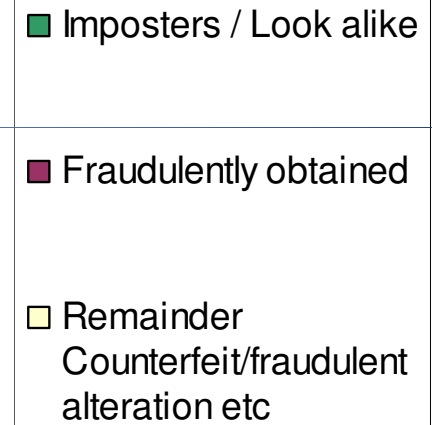 Imposters / Look alike
Fraudulently obtained
Remainder
Counterfeit/fraudulent
alteration etc